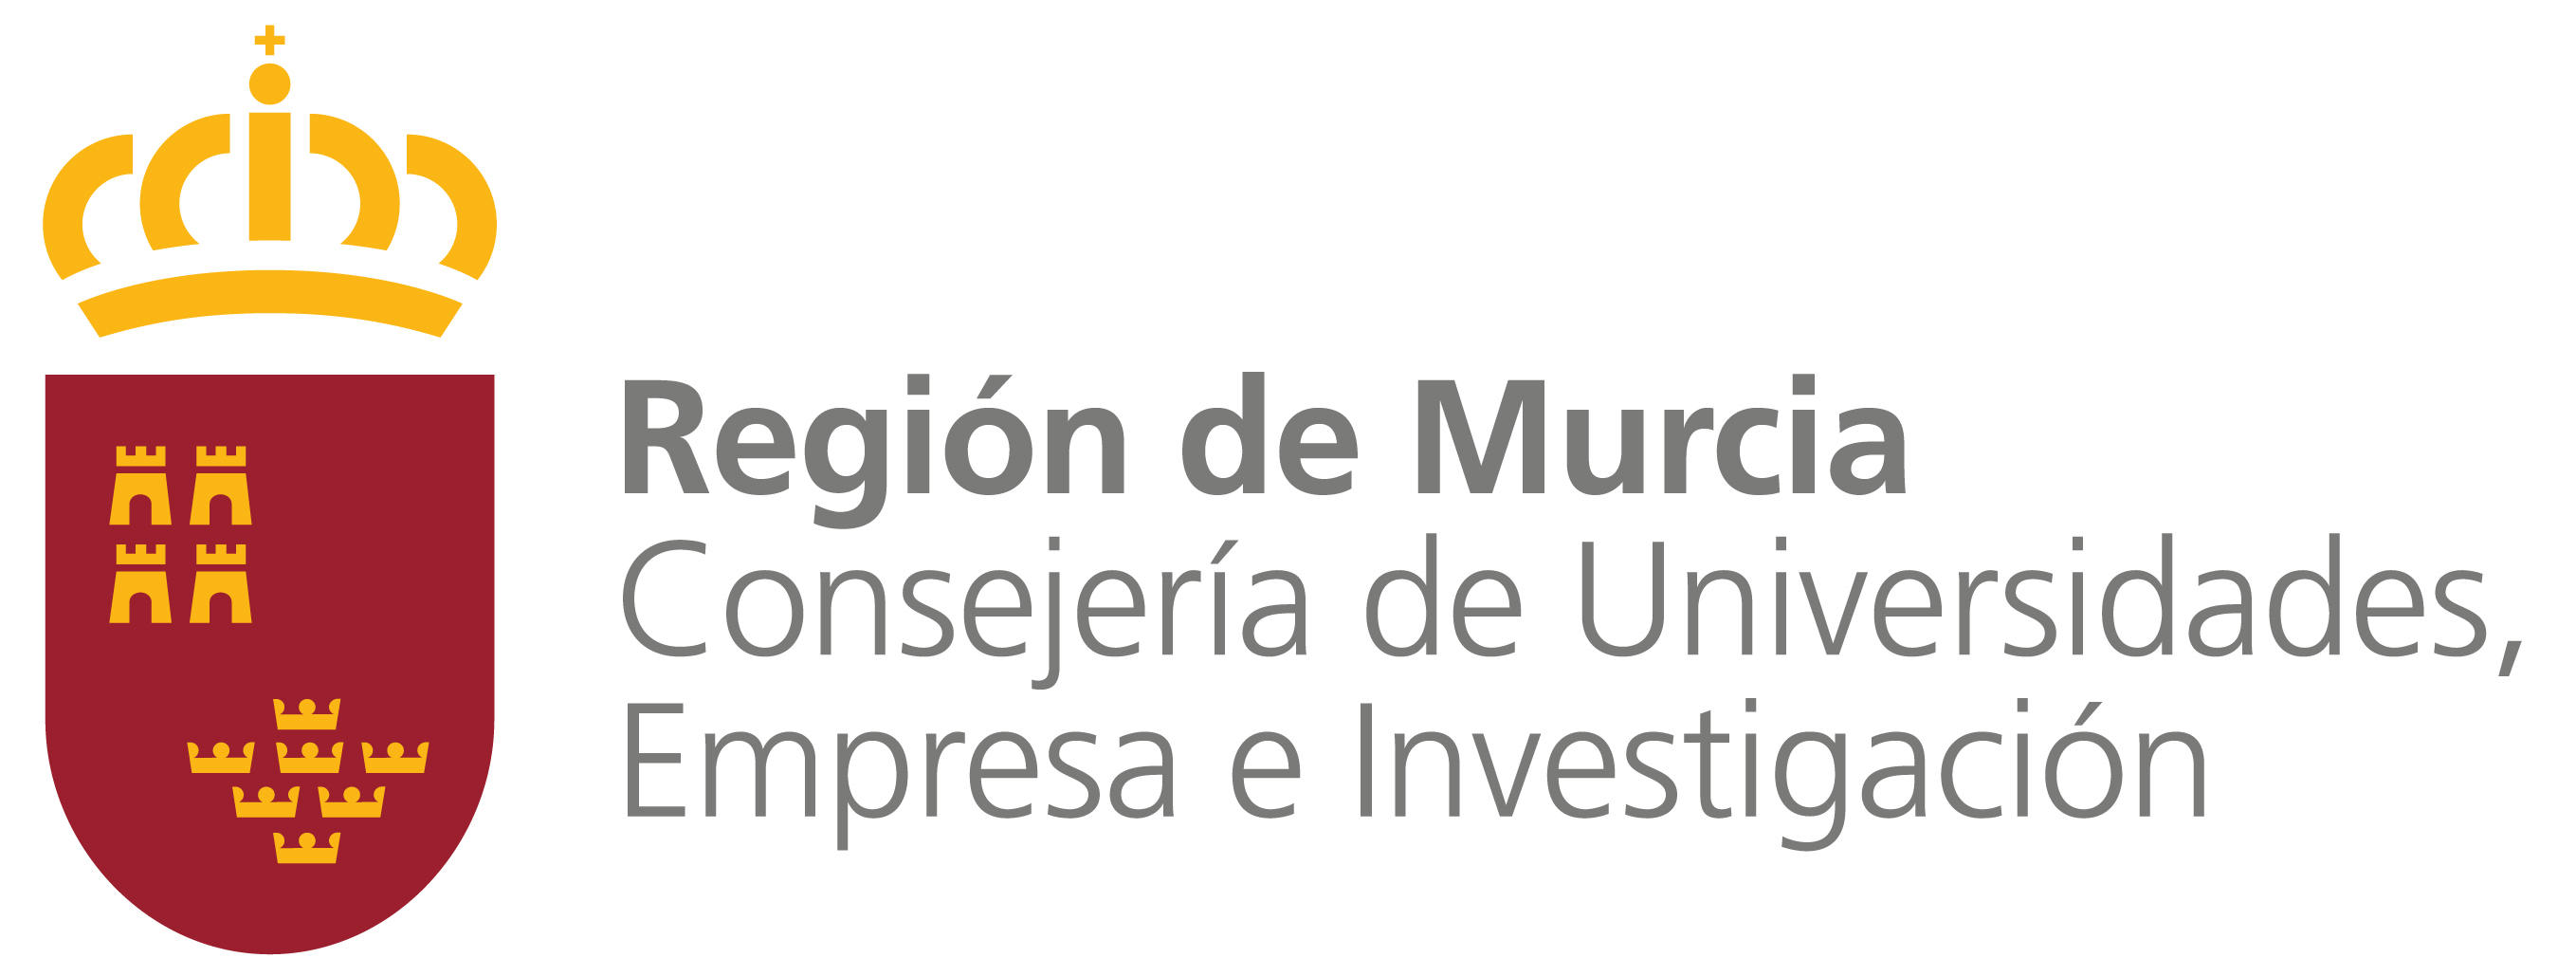 Región de Murcia
Consejería de Universidades,
Empresa e Investigación